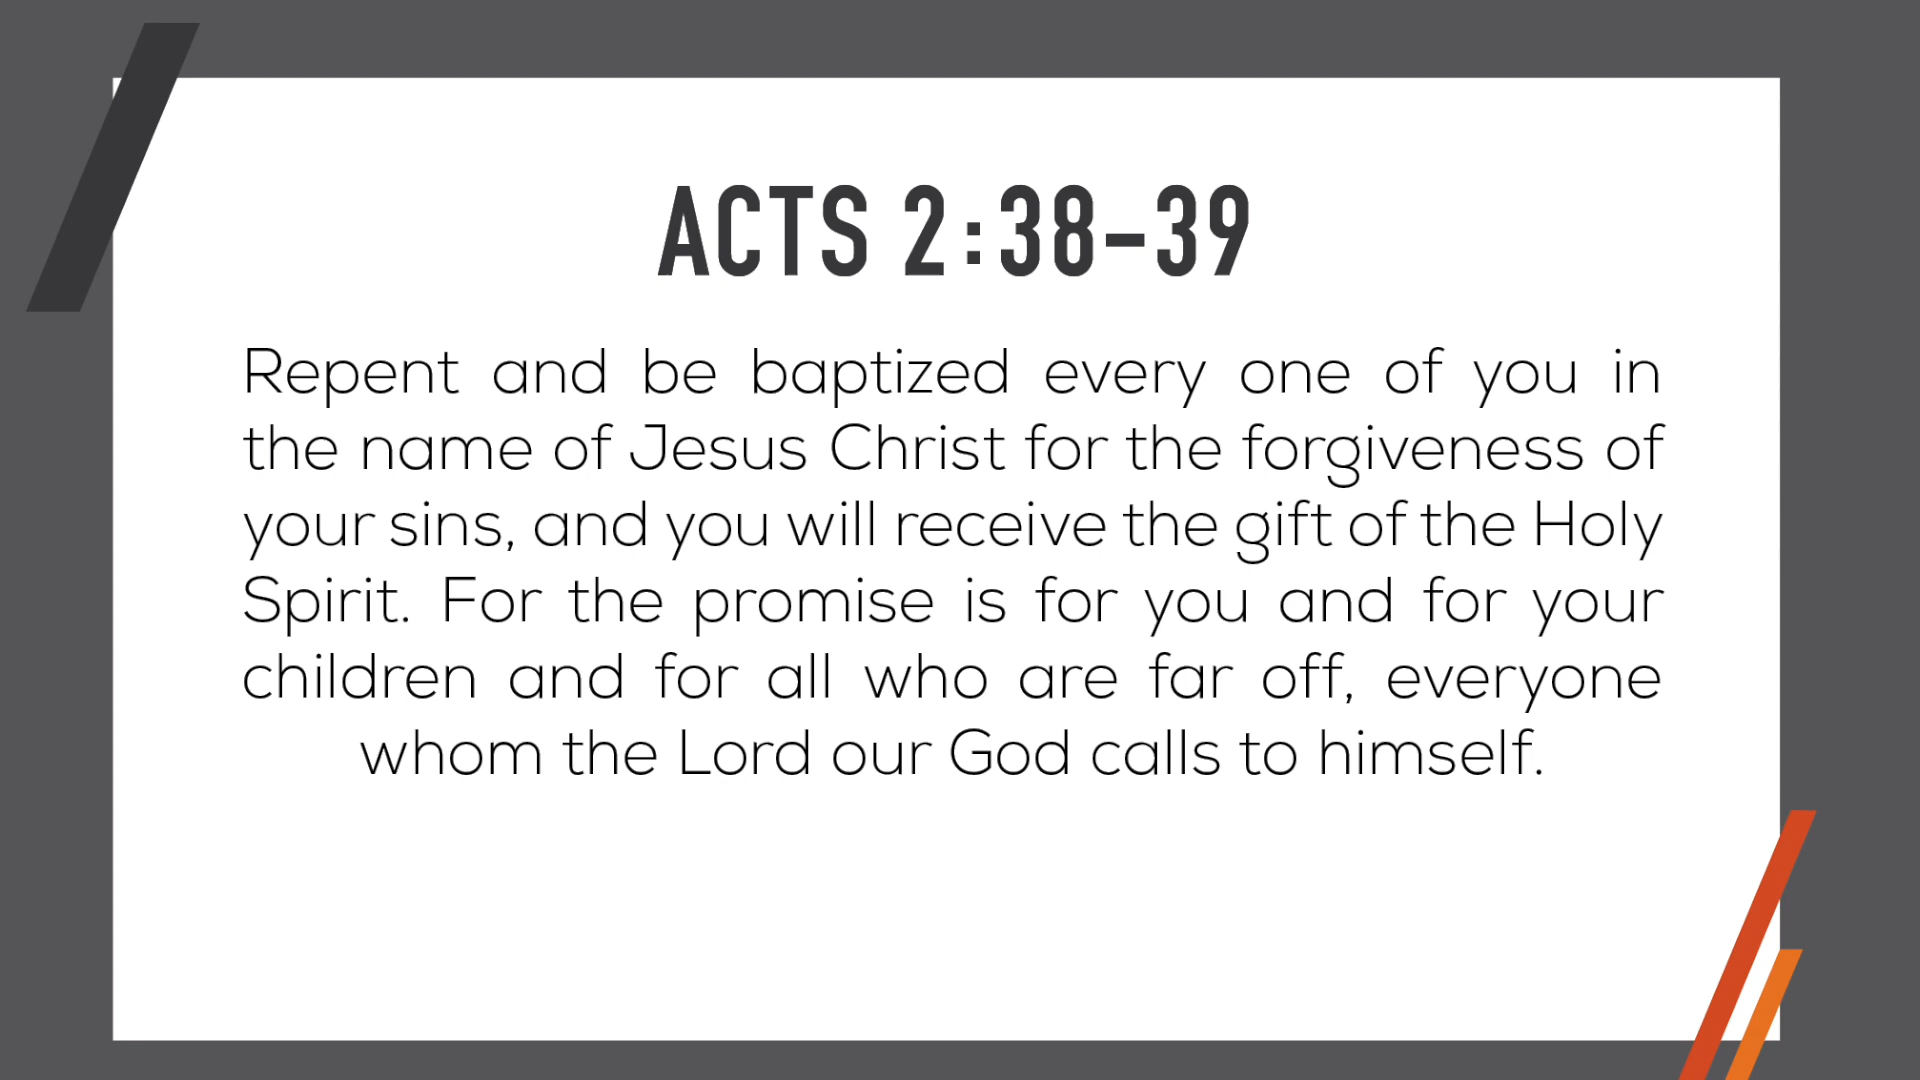 ACTS 2:38-39
Repent and be baptized every one of you in
the name of Jesus Christ for the forgiveness of
your sins, and you will receive the gift of the Holy
Spirit. For the promise is for you and for your
children and for all who are far off, everyone
whom the Lord our God calls to himself.